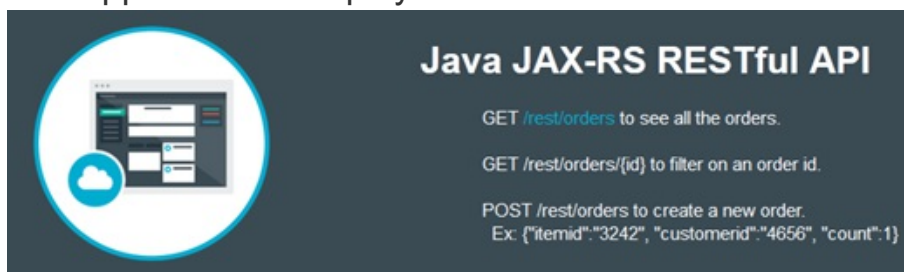 Java JAX-RS RESTful API
GET /rest/orders to see all the orders.
GET /rest/orders/{id} to filter on an order id.
POST /rest/orders to create a new order.
Ex: {"itemid":"3242", "customerid":"4656", "count":1}